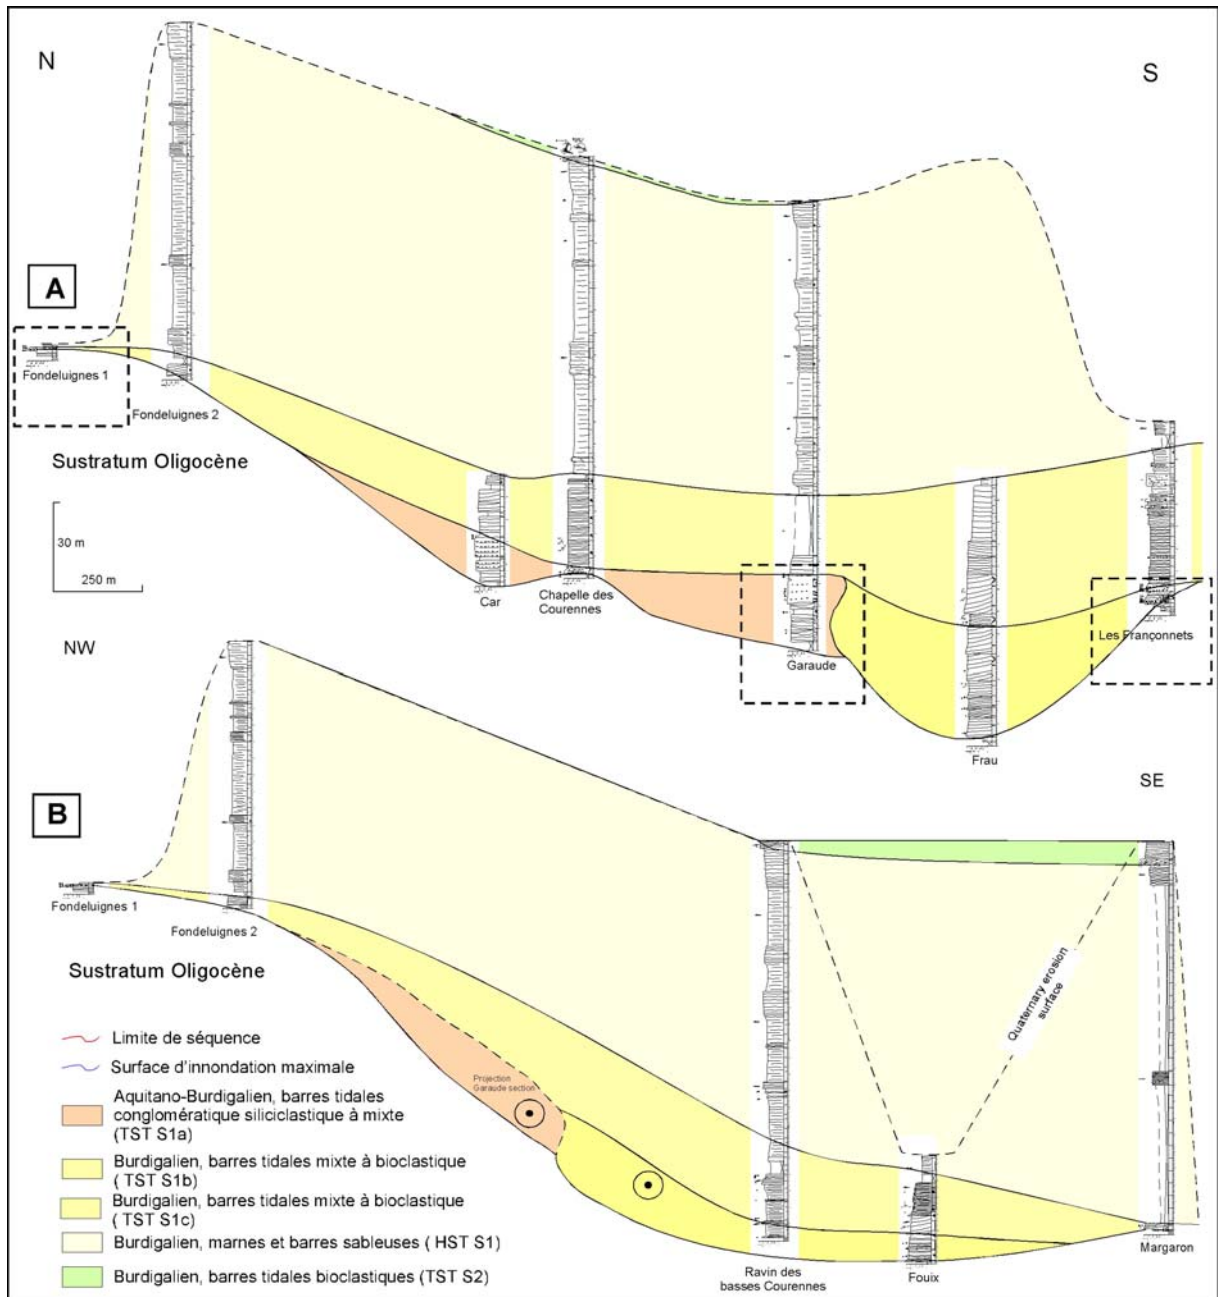 N
S
A
Fondeluignes 1
Fondeluignes 2
Sustratum Oligocène
30 m
250 m
Car
Chapelle des
Courennes
Garaude
Frau
Les Françonnets
NW
SE
B
Fondeluignes 1
Fondeluignes 2
Sustratum Oligocène
Quaternary erosion
surface
Projection
Garaude section
Limite de séquence
Surface d'innondation maximale
Aquitano-Burdigalien, barres tidales
conglomératique siliciclastique à mixte
(TST S1a)
Burdigalien, barres tidales mixte à bioclastique
( TST S1b)
Burdigalien, barres tidales mixte à bioclastique
( TST S1c)
Burdigalien, marnes et barres sableuses ( HST S1)
Burdigalien, barres tidales bioclastiques (TST S2)
Ravin des
basses Courennes
Fouix
Margaron